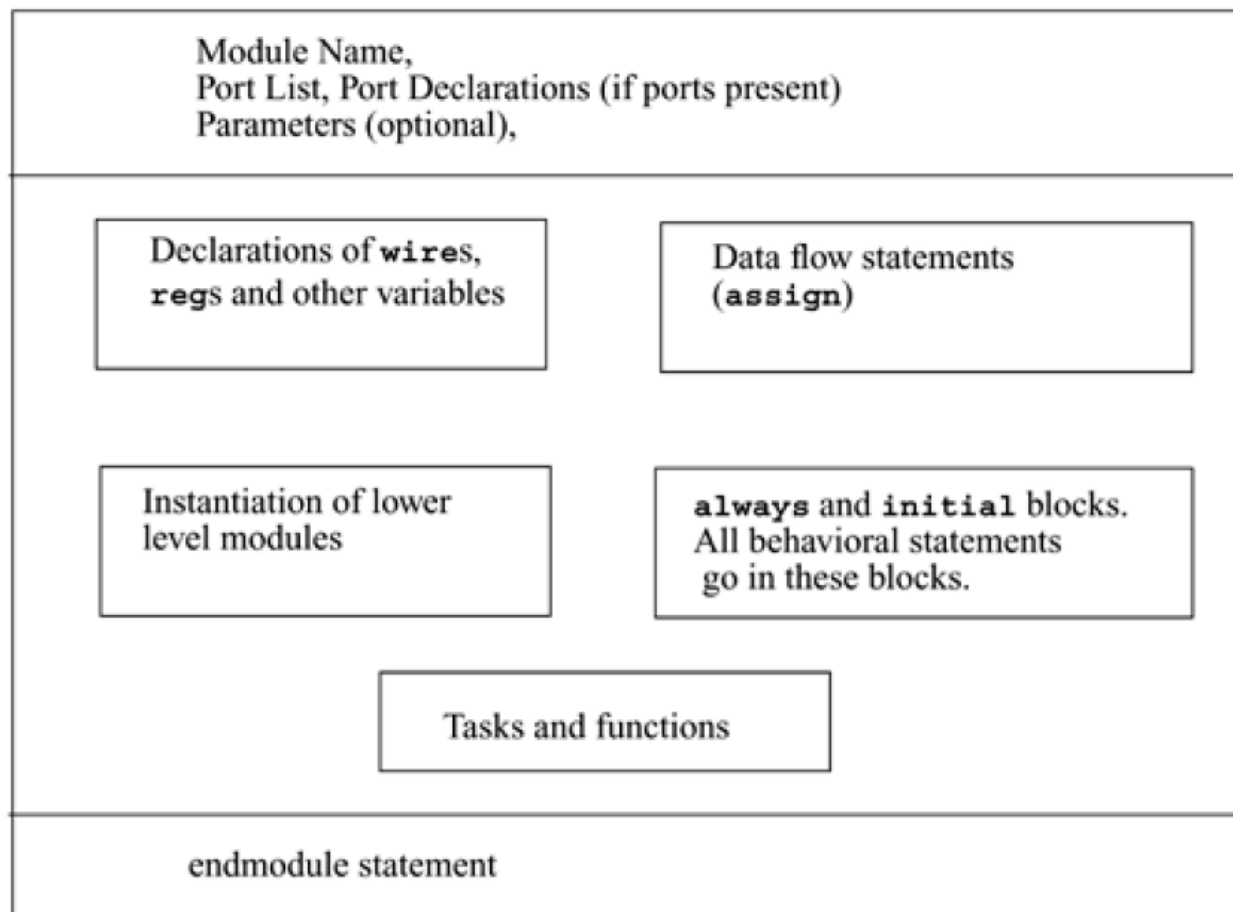 Module Name,
Port List, Port Declarations (if ports present)
Parameters (optional),
Declarations of wires,
regs and other variables
Data flow statements
(assign)
Instantiation of lower
level modules
always and initial blocks.
All behavioral statements
go in these blocks.
Tasks and functions
endmodule statement